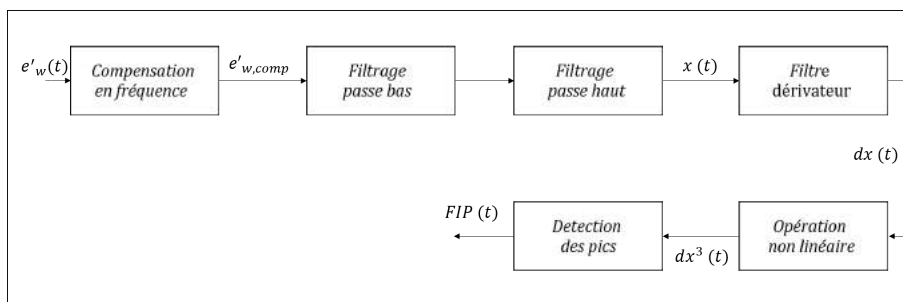 e'w(t)
Compensation
en fréquence
e'w,comp
Filtrage
passe bas
Filtrage
passe haut
x (t)
Filtre
dérivateur
dx (t)
Opération
non linéaire
dx³ (t)
Detection
des pics
FIP (t)